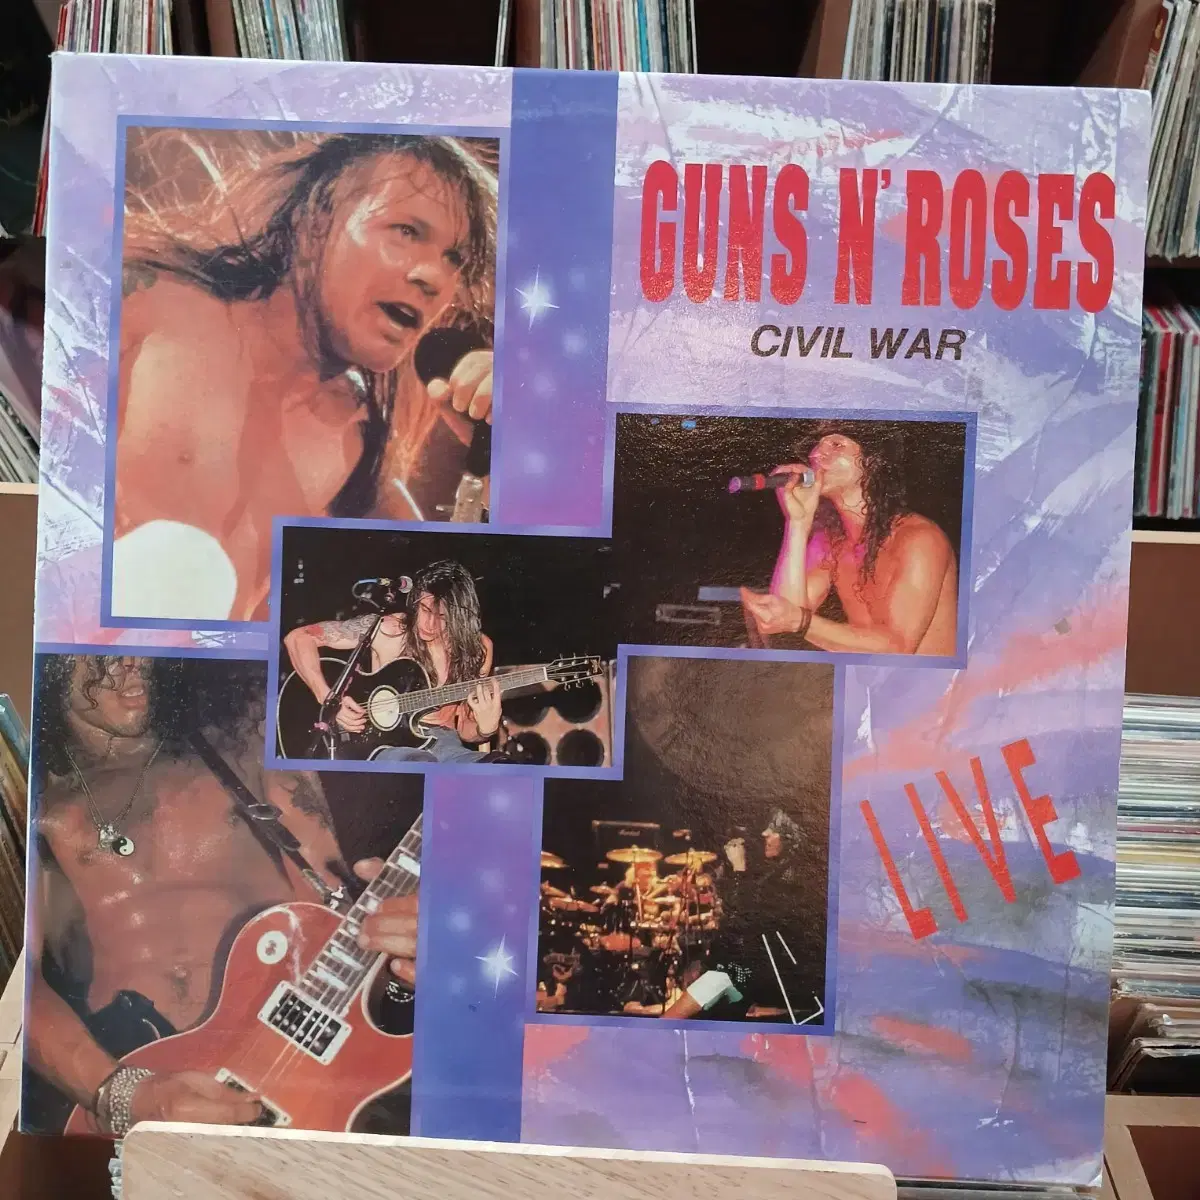 GUNS N' ROSES
CIVIL WAR
LIVE